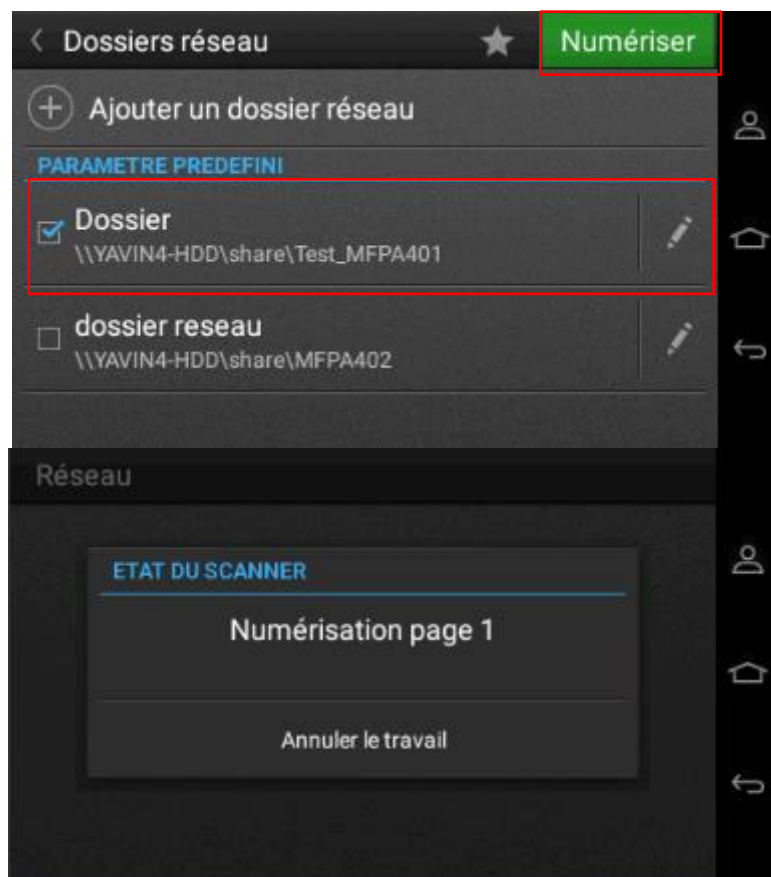 Dossiers réseau
Numériser
Ajouter un dossier réseau
PARAMETRE PREDEFINI
Dossier
\\YAVIN4-HDD\share\Test_MFPA401
dossier reseau
\\YAVIN4-HDD\share\MFPA402
Réseau
ETAT DU SCANNER
Numérisation page 1
Annuler le travail